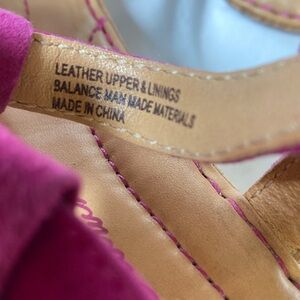 LEATHER UPPER & LININGS
BALANCE MAN MADE MATERIALS
MADE IN CHINA